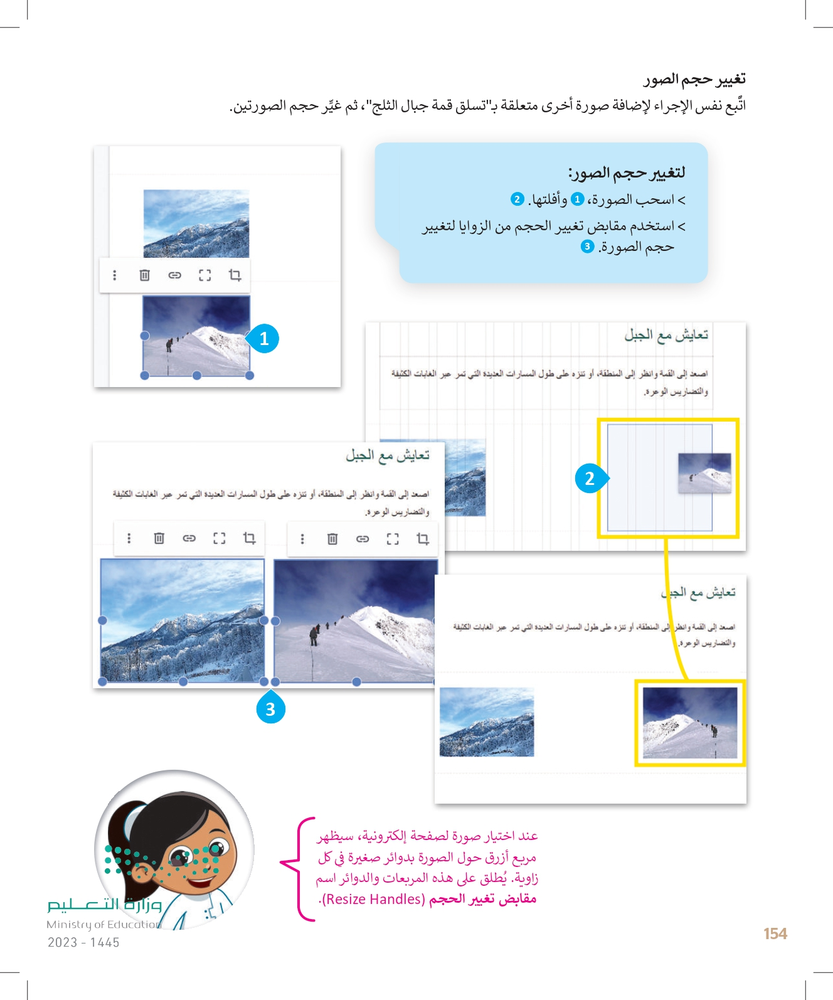 تغيير حجم الصور
اتَّبع نفس الإجراء لإضافة صورة أخرى متعلقة بـ"تسلق قمة جبال الثلج"، ثم غيِّر حجم الصورتين.
لتغيير حجم الصور:
> اسحب الصورة، 1 وأفلتها. 2
> استخدم مقابض تغيير الحجم من الزوايا لتغيير
حجم الصورة. 3
1
تعايش مع الجبل
اصعد إلى القمة وانظر إلى المنطقة، أو تنزه على طول المسارات العديدة التي تمر عبر الغابات الكثيفة
والتضاريس الوعرة.
2
تعايش مع الجبل
اصعد إلى القمة وانظر إلى المنطقة، أو تنزه على طول المسارات العديدة التي تمر عبر الغابات الكثيفة
والتضاريس الوعرة.
3
تعايش مع الجبل
اصعد إلى القمة وانظر إلى المنطقة، أو تنزه على طول المسارات العديدة التي تمر عبر الغابات الكثيفة
والتضاريس الوعرة.
عند اختيار صورة لصفحة إلكترونية، سيظهر
مربع أزرق حول الصورة بدوائر صغيرة في كل
زاوية. يُطلق على هذه المربعات والدوائر اسم
مقابض تغيير الحجم (Resize Handles).
وزارة التعليم
Ministry of Education
2023 - 1445
154